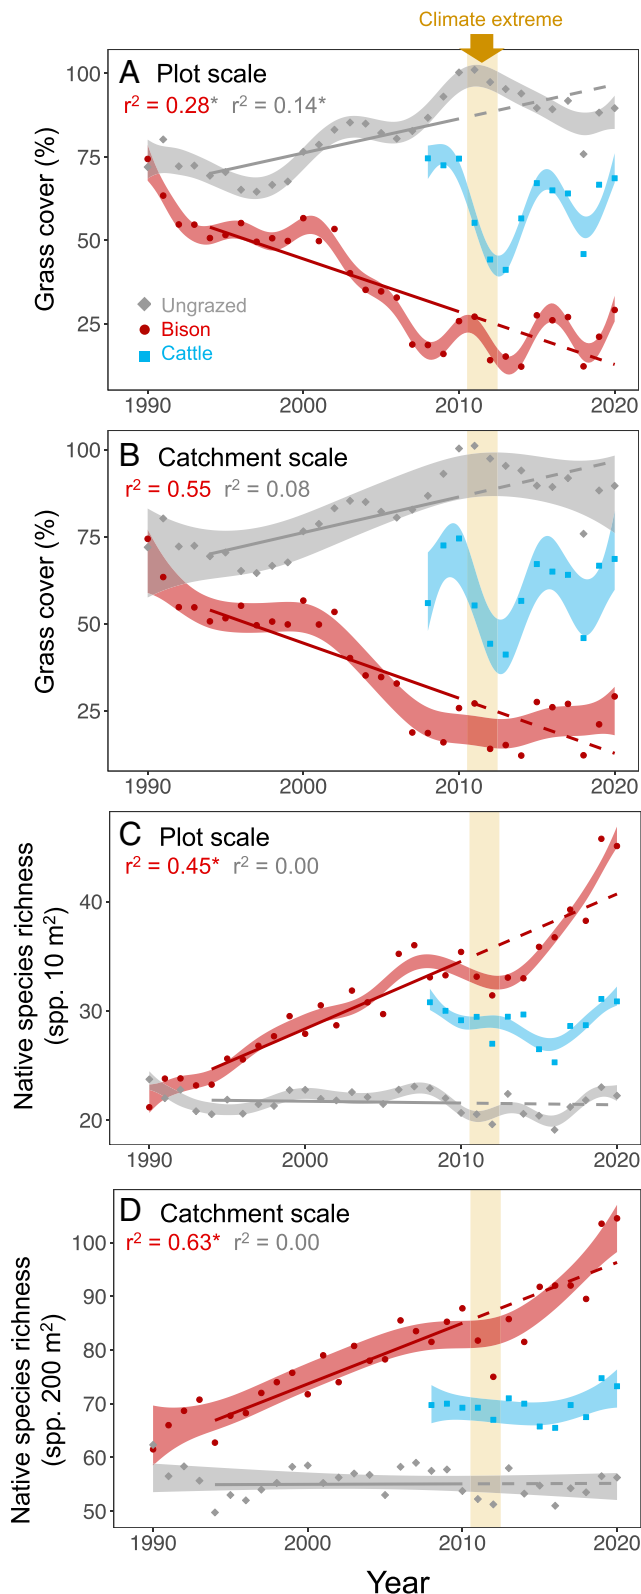 Climate extreme
A Plot scale
r² = 0.28* r² = 0.14*
Grass cover (%)
100
75
50
25
Ungrazed
Bison
Cattle
1990 2000 2010 2020
B Catchment scale
r² = 0.55 r² = 0.08
Grass cover (%)
100
75
50
25
1990 2000 2010 2020
C Plot scale
r² = 0.45* r² = 0.00
Native species richness
(spp. 10 m²)
40
30
20
1990 2000 2010 2020
D Catchment scale
r² = 0.63* r² = 0.00
Native species richness
(spp. 200 m²)
100
90
80
70
60
50
1990 2000 2010 2020
Year